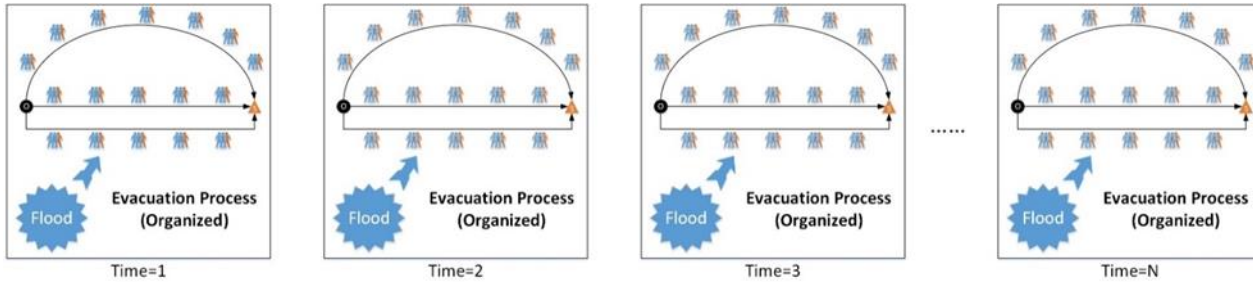 O
Flood
Evacuation Process
(Organized)
Time=1
O
Flood
Evacuation Process
(Organized)
Time=2
O
Flood
Evacuation Process
(Organized)
Time=3
......
O
Flood
Evacuation Process
(Organized)
Time=N